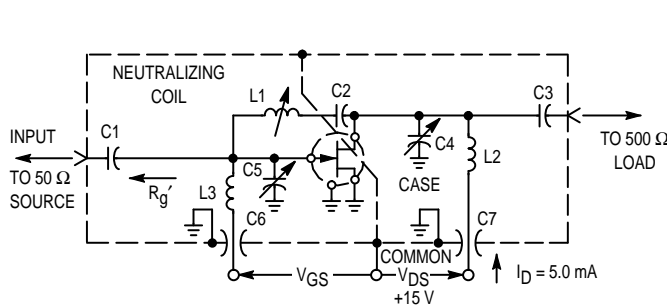 NEUTRALIZING
COIL
L1
C2
C3
INPUT
C1
C4
TO 500 Ω
LOAD
TO 50 Ω
SOURCE
Rg′
L3
C5
L2
CASE
C6
C7
COMMON
VGS
VDS
+15 V
ID = 5.0 mA